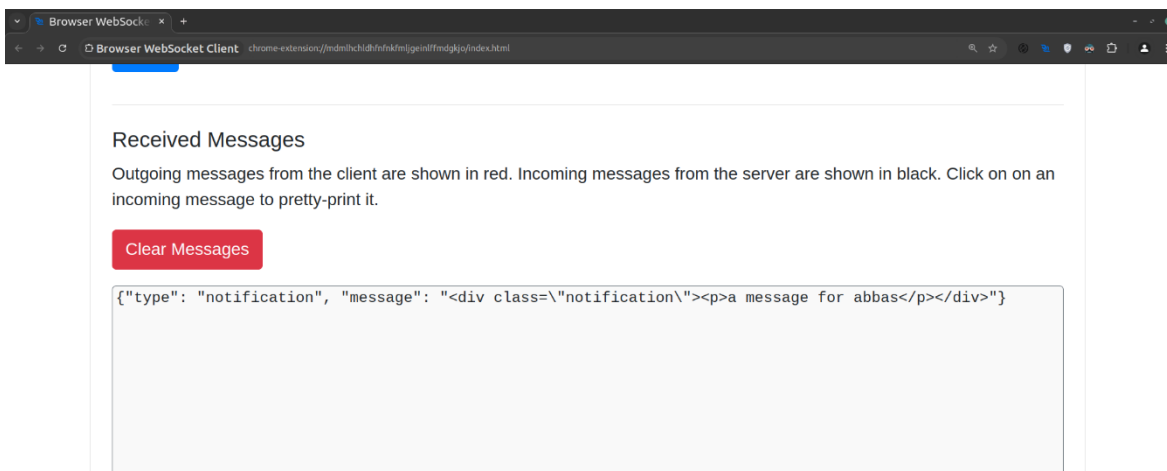 Browser WebSocke × +
Browser WebSocket Client chrome-extension://mdmlhchldhfnfnkfmljgeinlffmdgkjo/index.html
Received Messages
Outgoing messages from the client are shown in red. Incoming messages from the server are shown in black. Click on on an
incoming message to pretty-print it.
Clear Messages
{"type": "notification", "message": "<div class=\"notification\"><p>a message for abbas</p></div>"}